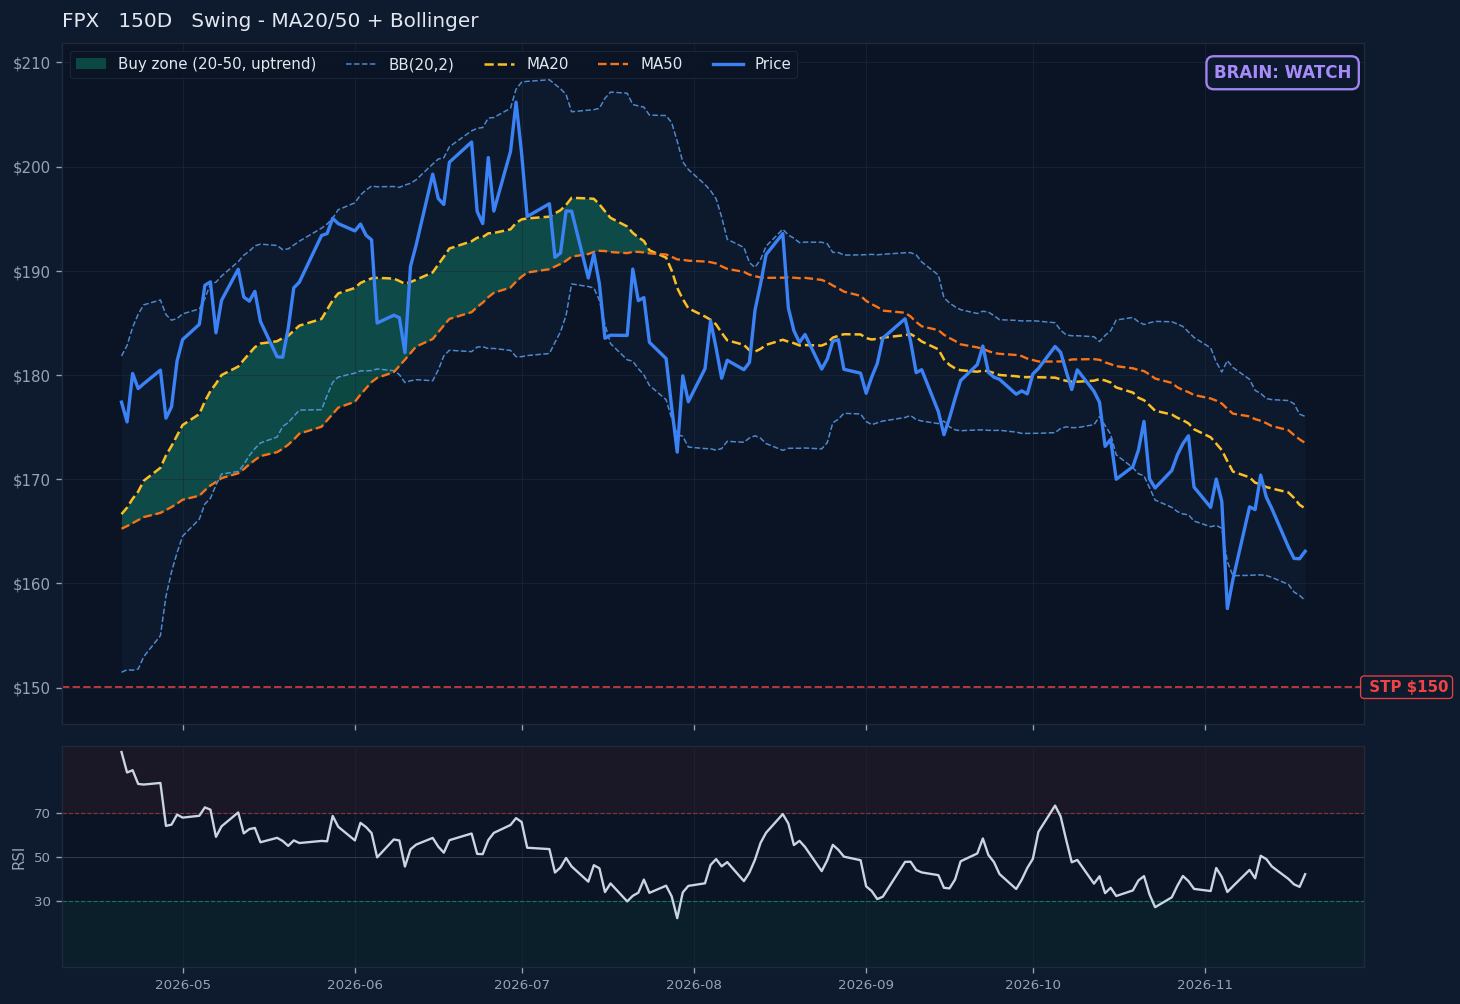 FPX   150D   Swing - MA20/50 + Bollinger
Buy zone (20-50, uptrend)   BB(20,2)   MA20   MA50   Price
BRAIN: WATCH
$210
$200
$190
$180
$170
$160
$150
STP $150
RSI
70
50
30
2026-05   2026-06   2026-07   2026-08   2026-09   2026-10   2026-11